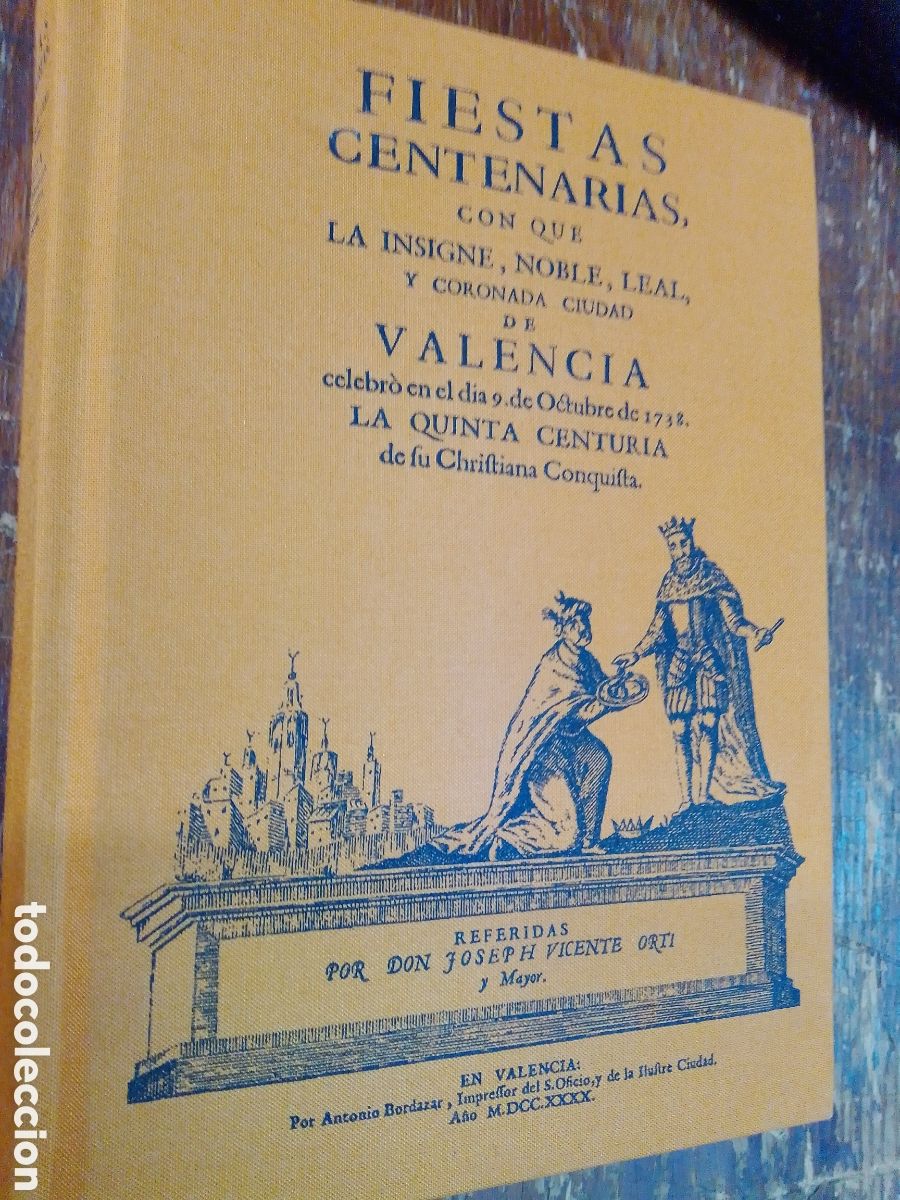 FIESTAS
CENTENARIAS,
CON QUE
LA INSIGNE, NOBLE, LEAL,
Y CORONADA CIUDAD
DE
VALENCIA
celebrò en el dia 9. de Octubre de 1738.
LA QUINTA CENTURIA
de ſu Chriſtiana Conquiſta.
REFERIDAS
POR DON JOSEPH VICENTE ORTI
y Mayor.
EN VALENCIA:
Por Antonio Bordazar, Impreſſor del S. Oficio, y de la Iluſtre Ciudad.
Año M.DCC.XXXX.
todocoleccion